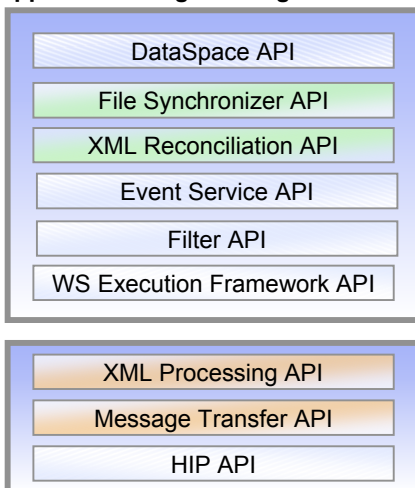 DataSpace API
File Synchronizer API
XML Reconciliation API
Event Service API
Filter API
WS Execution Framework API
XML Processing API
Message Transfer API
HIP API